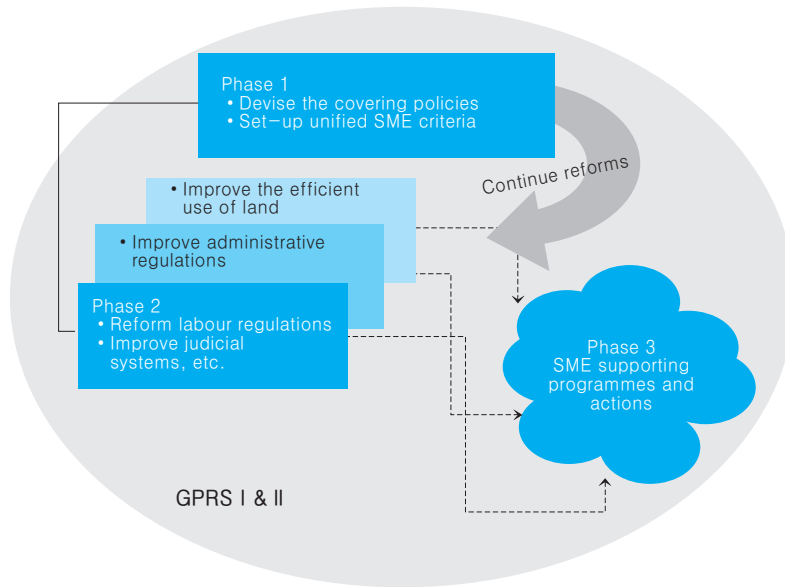 Phase 1
• Devise the covering policies
• Set-up unified SME criteria
Continue reforms
• Improve the efficient
use of land
• Improve administrative
regulations
Phase 2
• Reform labour regulations
• Improve judicial
systems, etc.
Phase 3
SME supporting
programmes and
actions
GPRS I & II